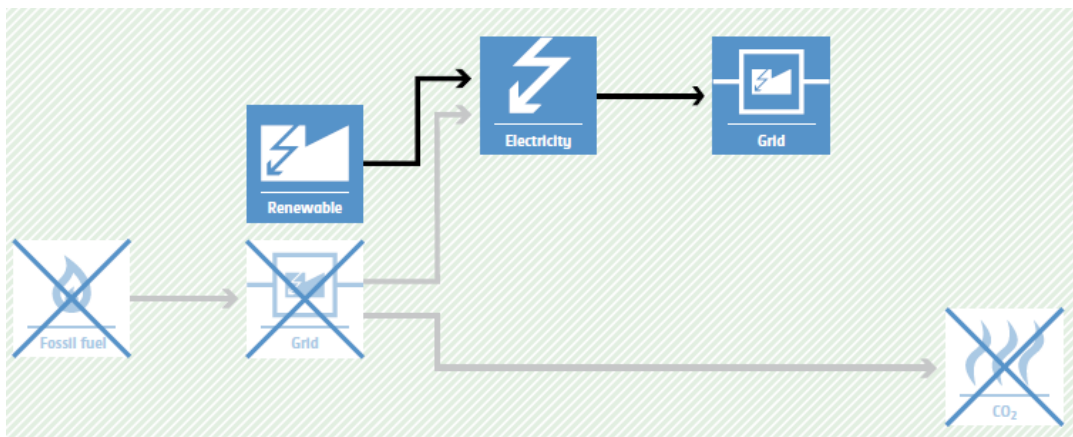 Electricity
Grid
Renewable
Fossil fuel
Grid
CO₂